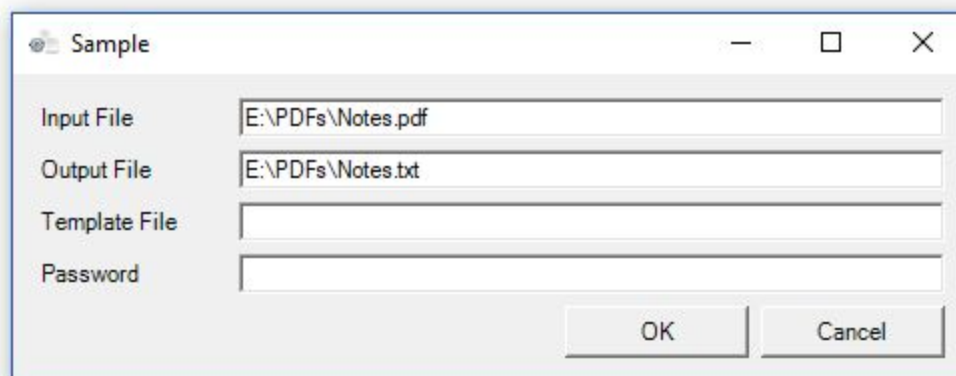 Sample
Input File E:\PDFs\Notes.pdf
Output File E:\PDFs\Notes.txt
Template File
Password
OK Cancel